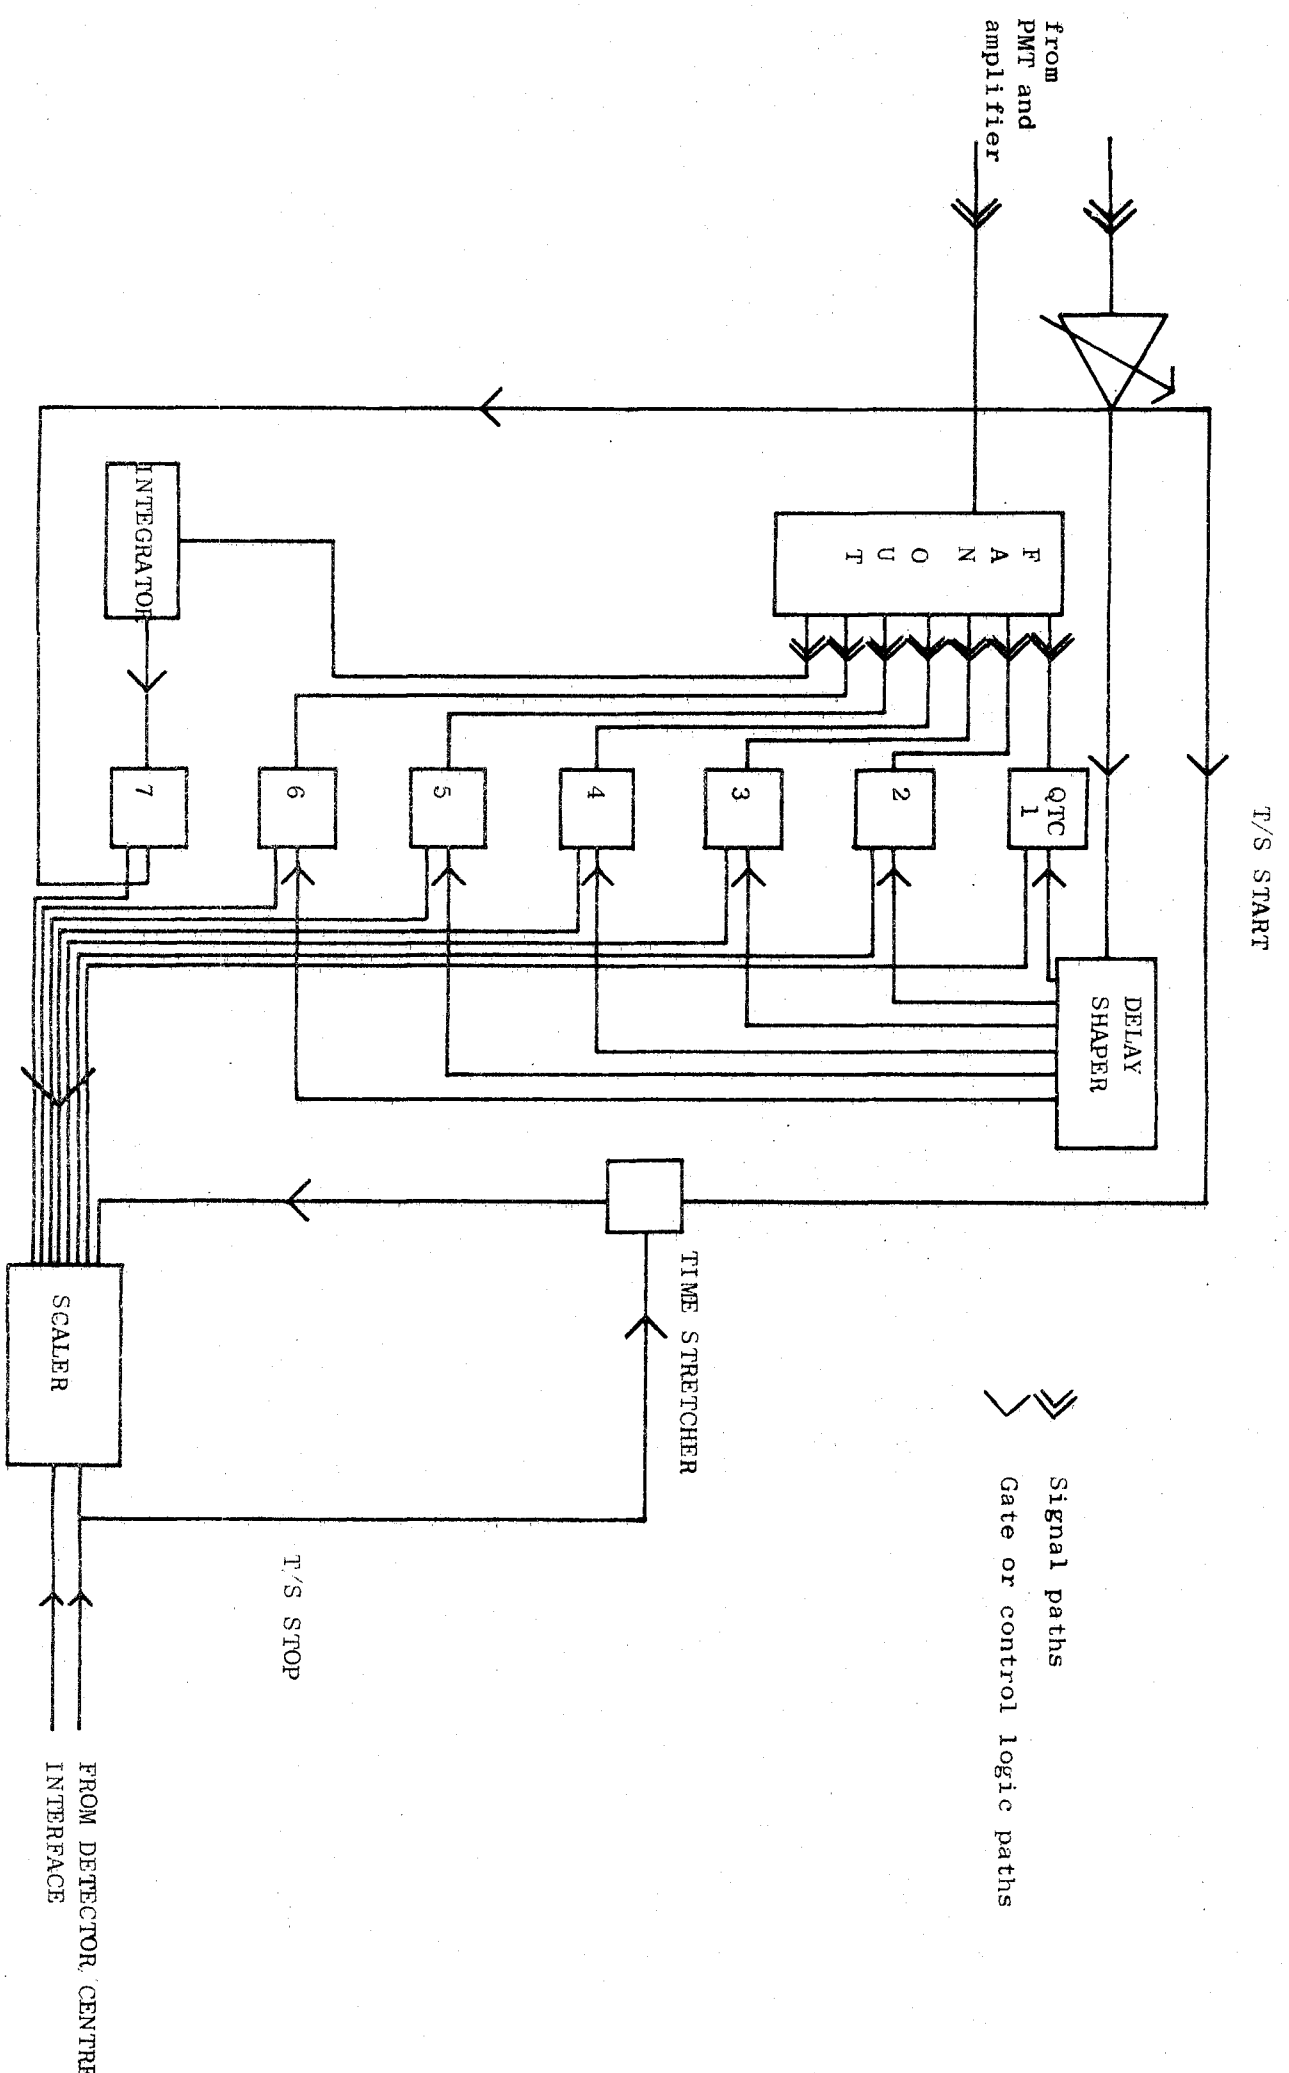 T/S START
from
PMT and
amplifier
F
A
N
O
U
T
DELAY
SHAPER
QTC
1
2
3
4
5
6
7
INTEGRATOR
TIME STRETCHER
SCALER
T/S STOP
Signal paths
Gate or control logic paths
FROM DETECTOR CENTRE
INTERFACE